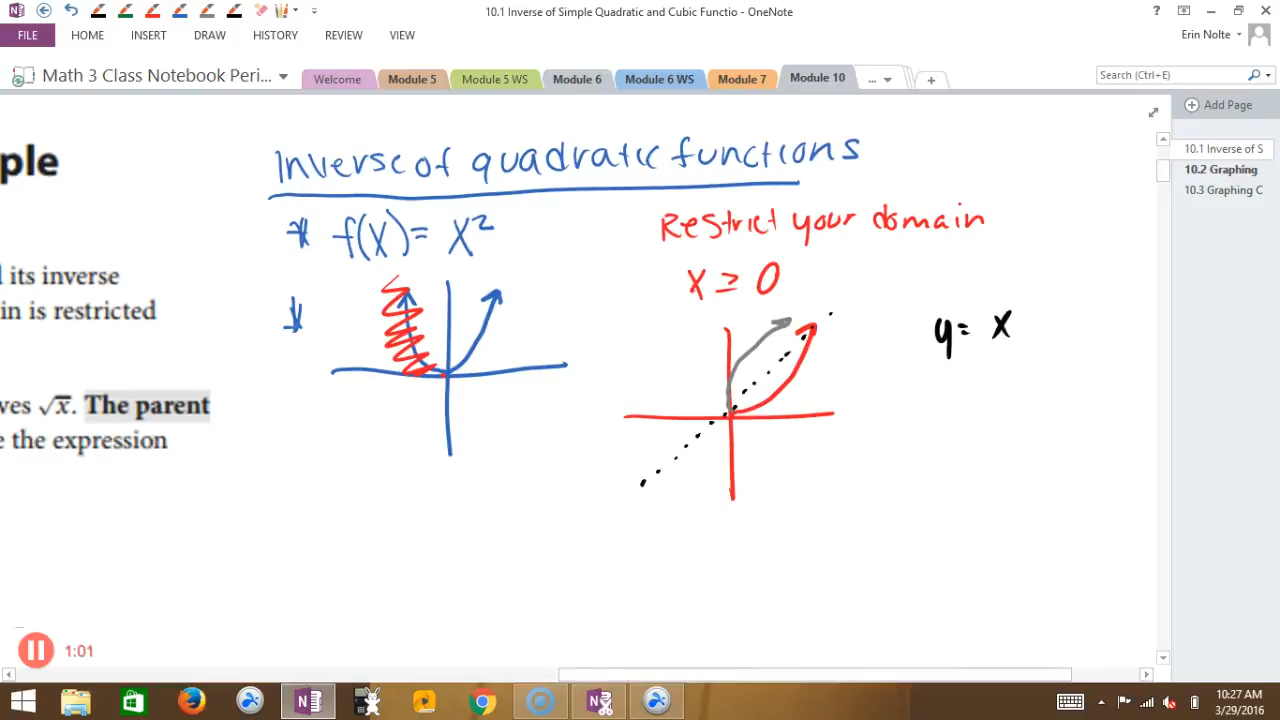 10.1 Inverse of Simple Quadratic and Cubic Functio - OneNote
FILE HOME INSERT DRAW HISTORY REVIEW VIEW
Erin Nolte
Math 3 Class Notebook Peri...
Welcome Module 5 Module 5 WS Module 6 Module 6 WS Module 7 Module 10 ...
Search (Ctrl+E)
Add Page
10.1 Inverse of S
10.2 Graphing
10.3 Graphing C
ple
Inverse of quadratic functions
* f(x) = x²
Restrict your domain
d its inverse
in is restricted
x ≥ 0
y = x
ves √x. The parent
e the expression
1:01
10:27 AM
3/29/2016